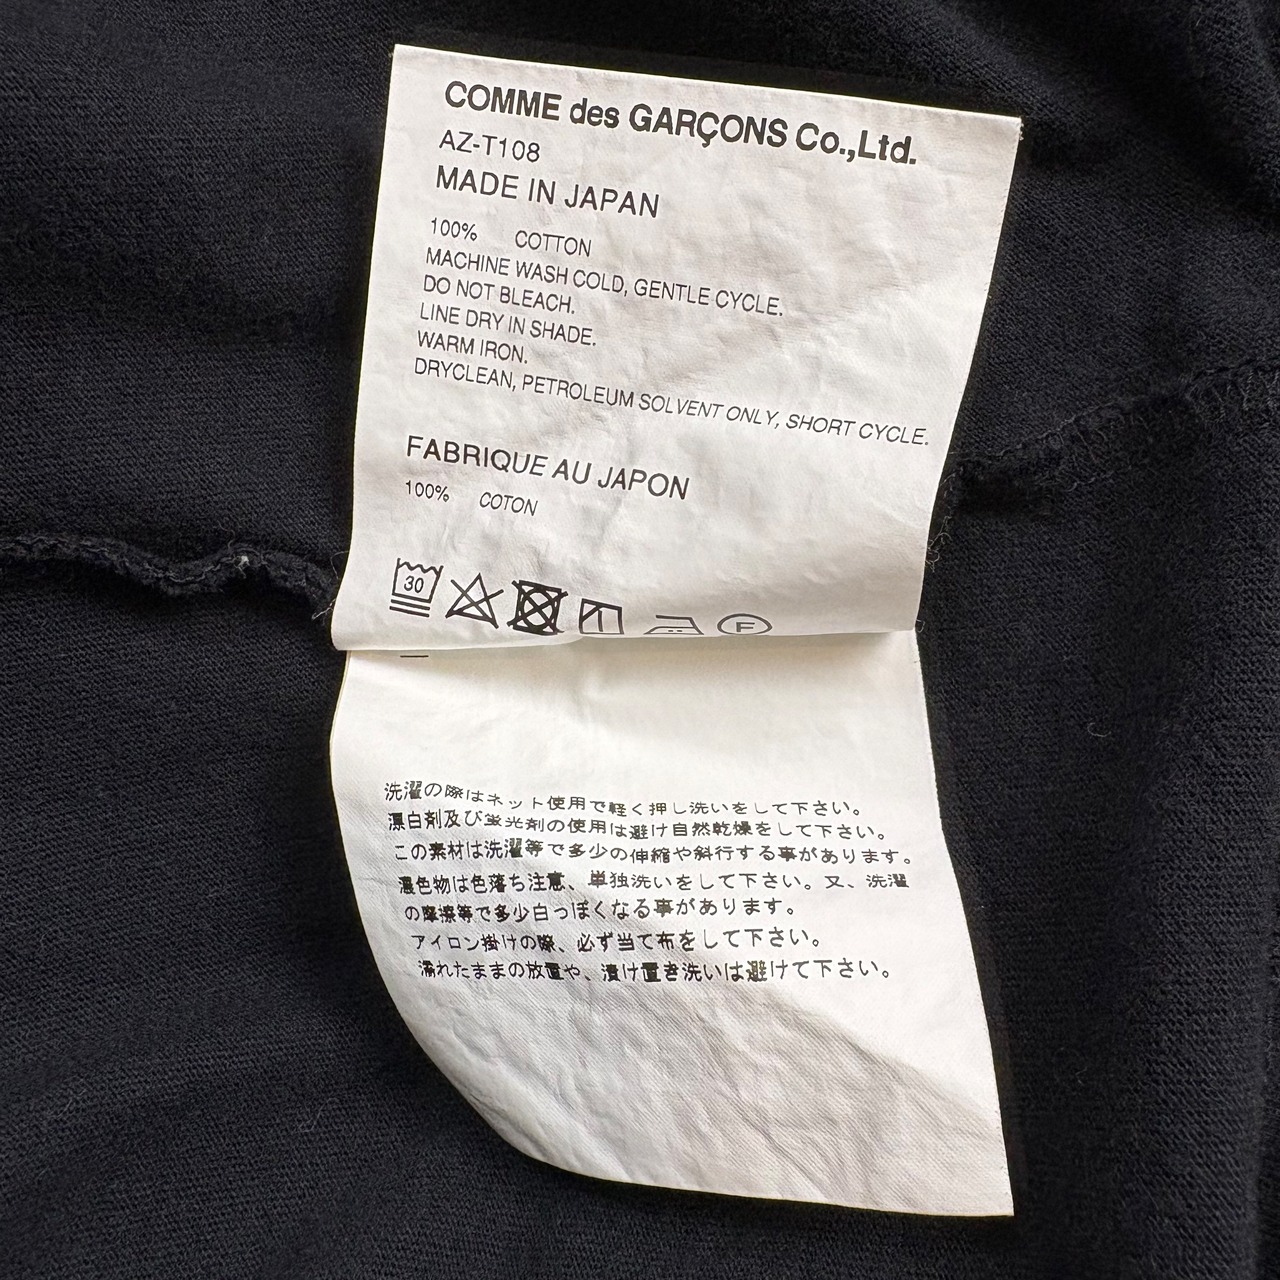 COMME des GARÇONS Co.,Ltd.
AZ-T108
MADE IN JAPAN
100% COTTON
MACHINE WASH COLD, GENTLE CYCLE.
DO NOT BLEACH.
LINE DRY IN SHADE.
WARM IRON.
DRYCLEAN, PETROLEUM SOLVENT ONLY, SHORT CYCLE.
FABRIQUE AU JAPON
100% COTON
30 F
洗濯の際はネット使用で軽く押し洗いをして下さい。
漂白剤及び蛍光剤の使用は避け自然乾燥をして下さい。
この素材は洗濯等で多少の伸縮や斜行する事があります。
濃色物は色落ち注意、単独洗いをして下さい。又、洗濯
の摩擦等で多少白っぽくなる事があります。
アイロン掛けの際、必ず当て布をして下さい。
濡れたままの放置や、漬け置き洗いは避けて下さい。